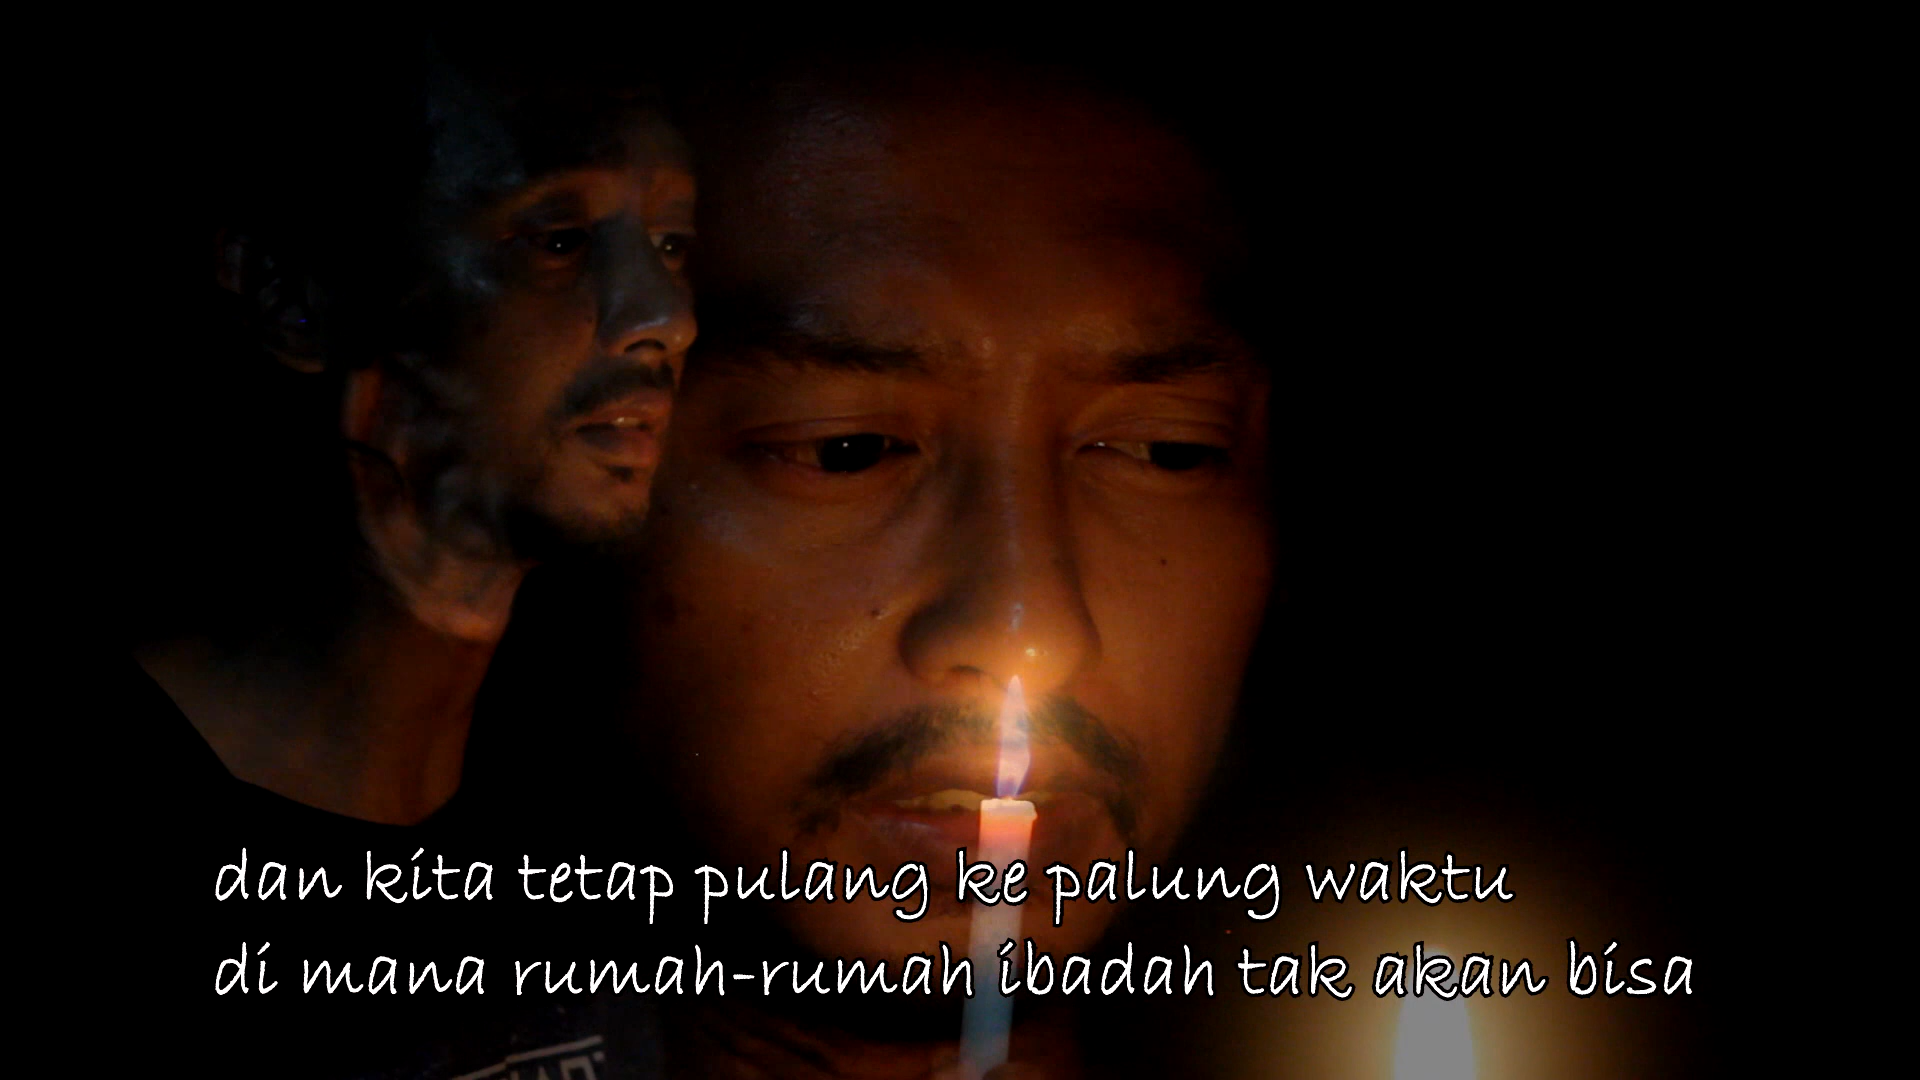 dan kita tetap pulang ke palung waktu
di mana rumah-rumah ibadah tak akan bisa